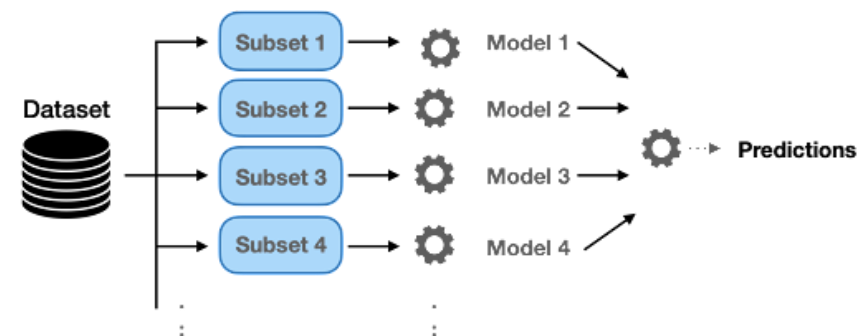 Dataset
Subset 1
Model 1
Subset 2
Model 2
Subset 3
Model 3
Subset 4
Model 4
Predictions